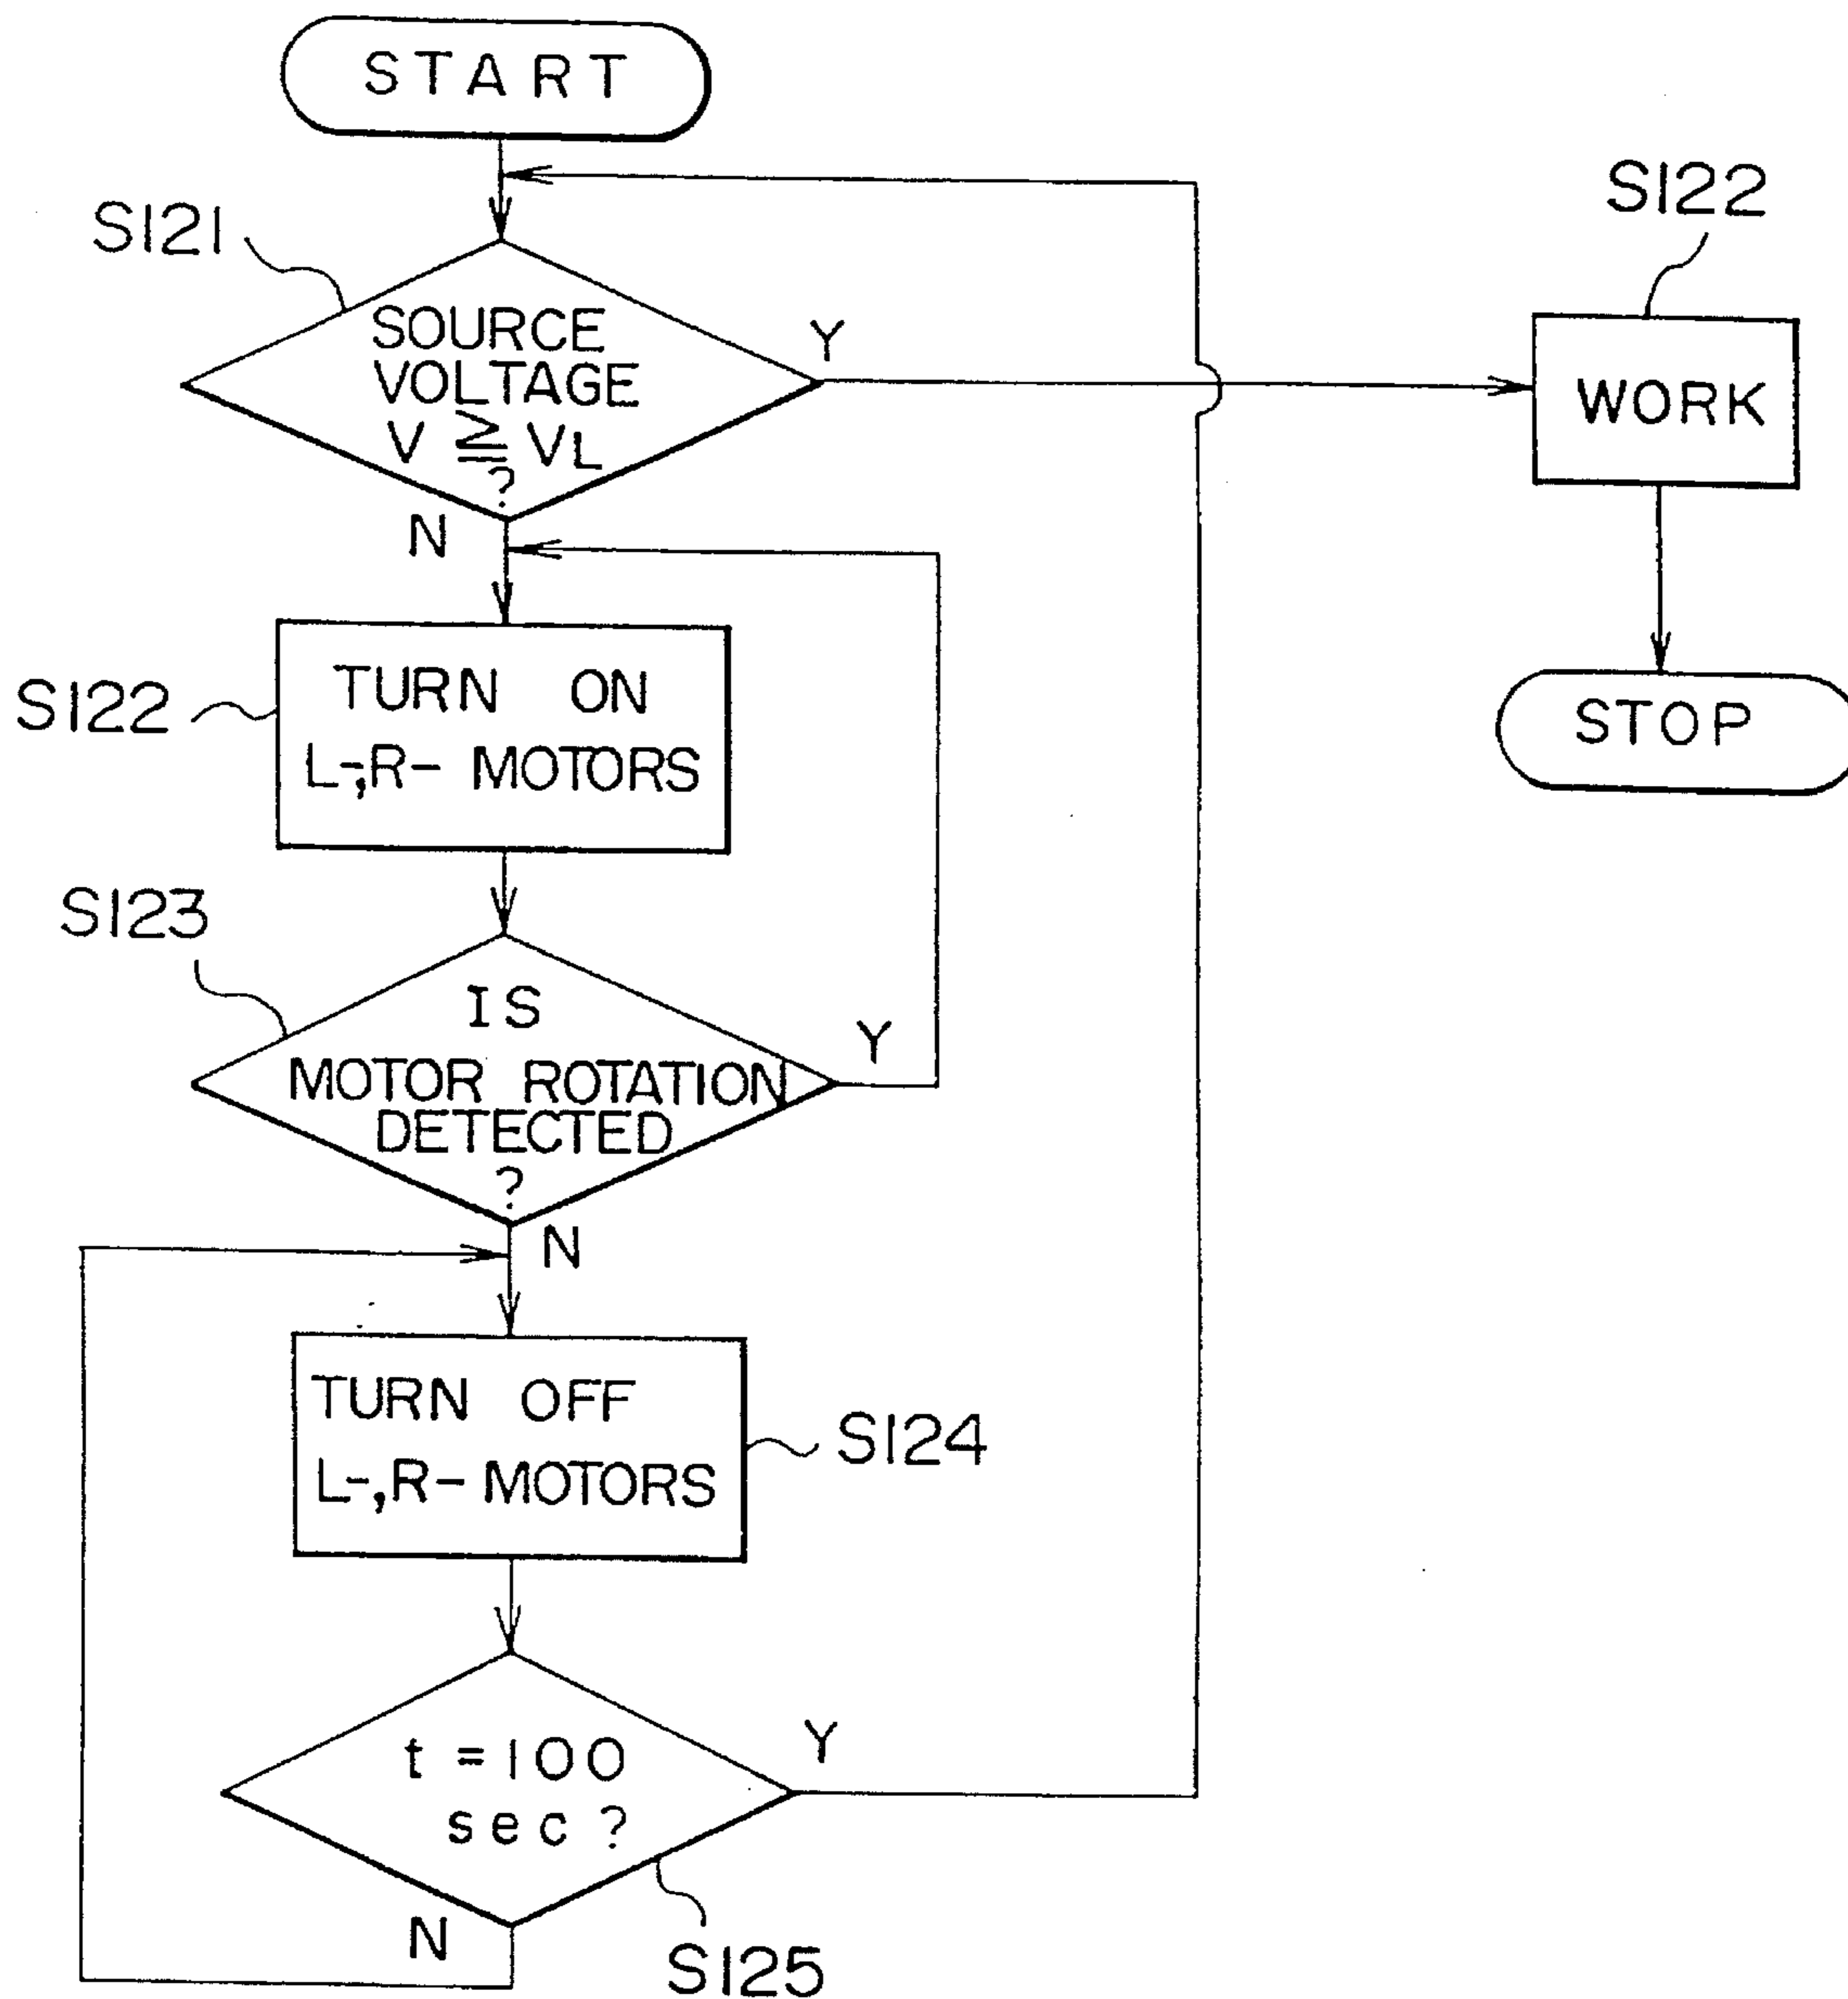 START
S121
SOURCE
VOLTAGE
V ≧ VL
?
Y
N
S122
WORK
STOP
S122
TURN ON
L-,R- MOTORS
S123
IS
MOTOR ROTATION
DETECTED
?
Y
N
TURN OFF
L-,R- MOTORS
S124
t = 100
sec ?
Y
N
S125